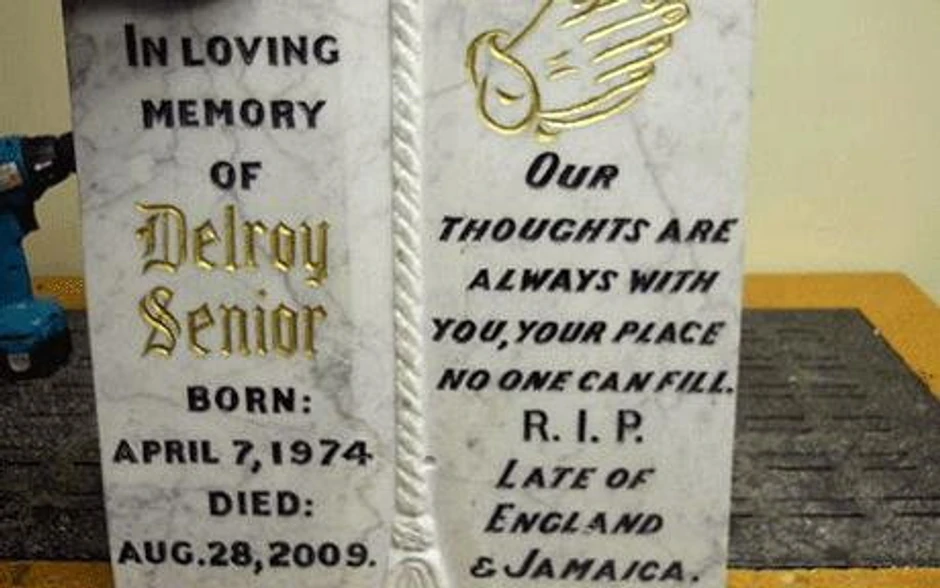 IN LOVING
MEMORY
OF
Delroy
Senior
BORN:
APRIL 7, 1974
DIED:
AUG.28,2009.
OUR
THOUGHTS ARE
ALWAYS WITH
YOU, YOUR PLACE
NO ONE CAN FILL.
R. I. P.
LATE OF
ENGLAND
& JAMAICA.